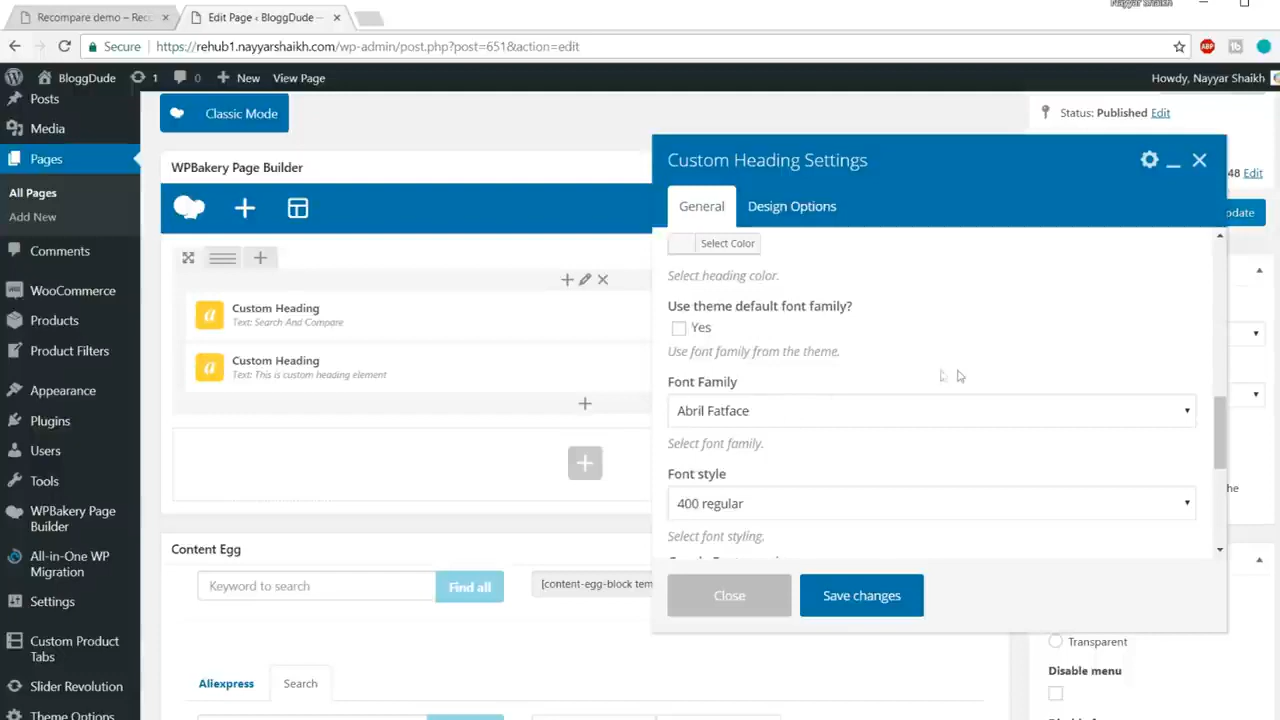 Nayyar Shaikh
Recompare demo – Recu
Edit Page ‹ BloggDude —
Secure
https://rehub1.nayyarshaikh.com/wp-admin/post.php?post=651&action=edit
ABP
BloggDude
1
0
New
View Page
Howdy, Nayyar Shaikh
Posts
Media
Pages
All Pages
Add New
Comments
WooCommerce
Products
Product Filters
Appearance
Plugins
Users
Tools
WPBakery Page
Builder
All-in-One WP
Migration
Settings
Custom Product
Tabs
Slider Revolution
Theme Options
Classic Mode
WPBakery Page Builder
Custom Heading
Text: Search And Compare
Custom Heading
Text: This is custom heading element
Content Egg
Keyword to search
Find all
[content-egg-block tem
Aliexpress
Search
Custom Heading Settings
General
Design Options
Select Color
Select heading color.
Use theme default font family?
Yes
Use font family from the theme.
Font Family
Abril Fatface
Select font family.
Font style
400 regular
Select font styling.
Close
Save changes
Status: Published Edit
48 Edit
date
he
Transparent
Disable menu